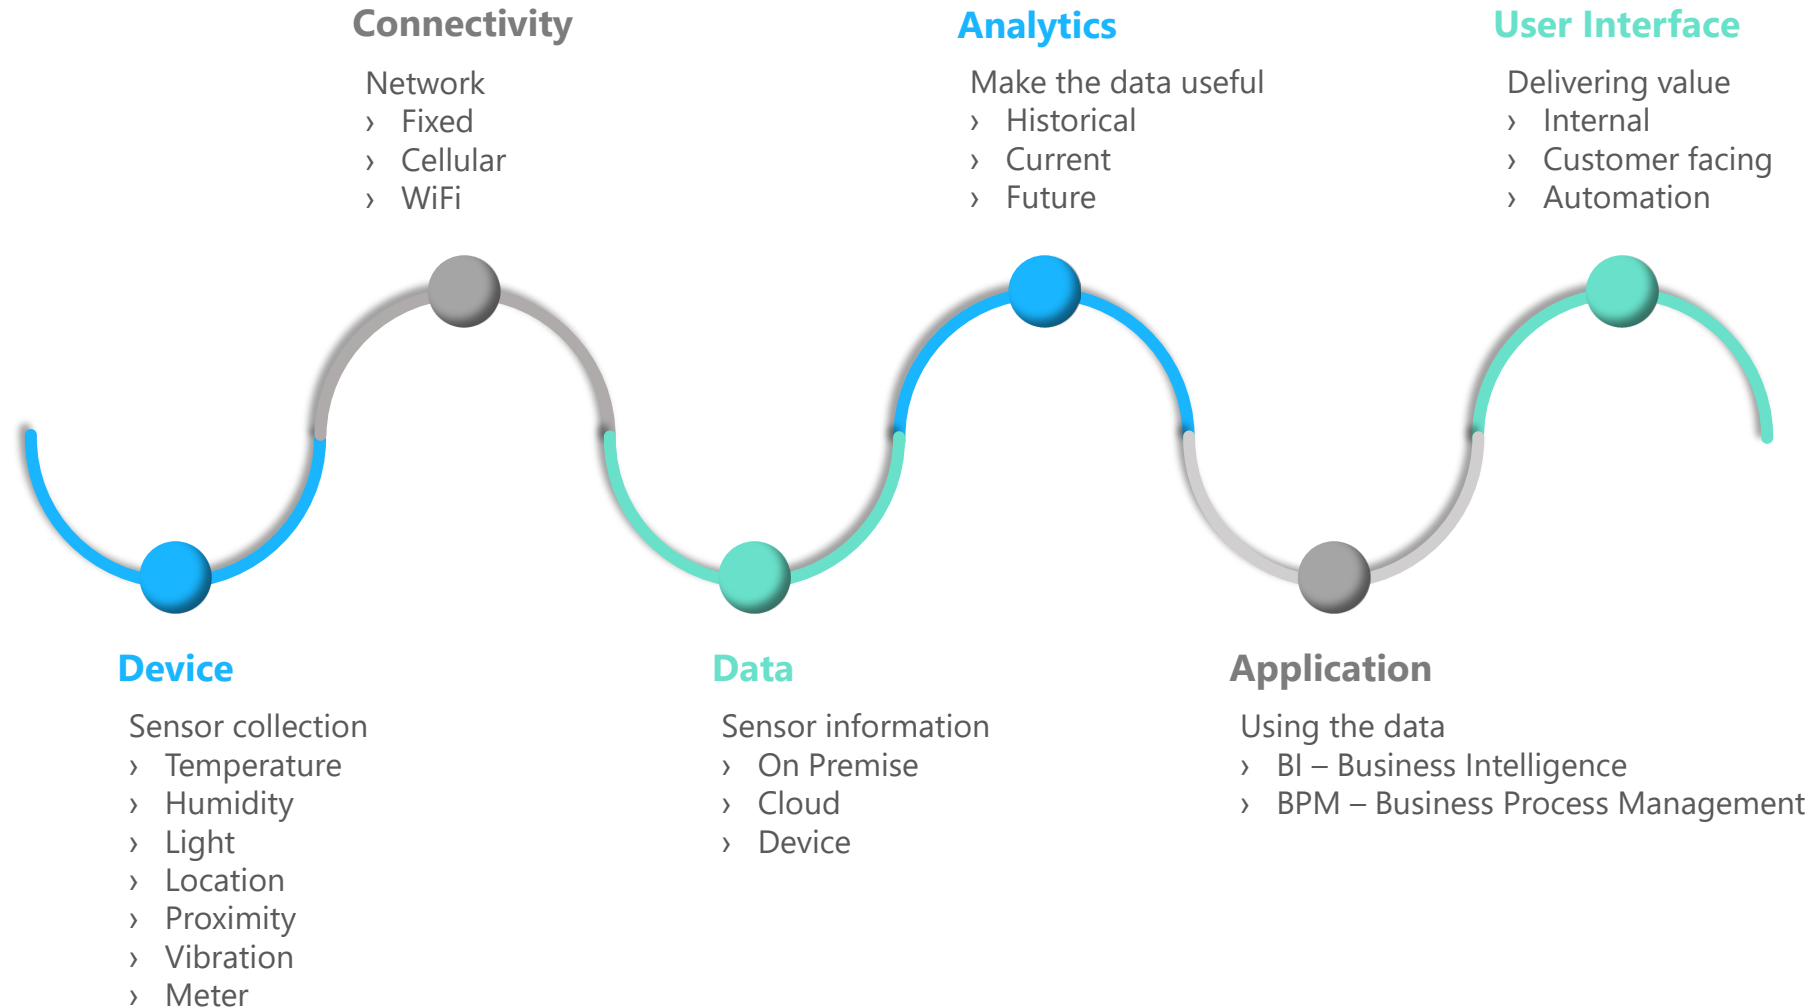 Connectivity
Network
› Fixed
› Cellular
› WiFi
Analytics
Make the data useful
› Historical
› Current
› Future
User Interface
Delivering value
› Internal
› Customer facing
› Automation
Device
Sensor collection
› Temperature
› Humidity
› Light
› Location
› Proximity
› Vibration
› Meter
Data
Sensor information
› On Premise
› Cloud
› Device
Application
Using the data
› BI – Business Intelligence
› BPM – Business Process Management